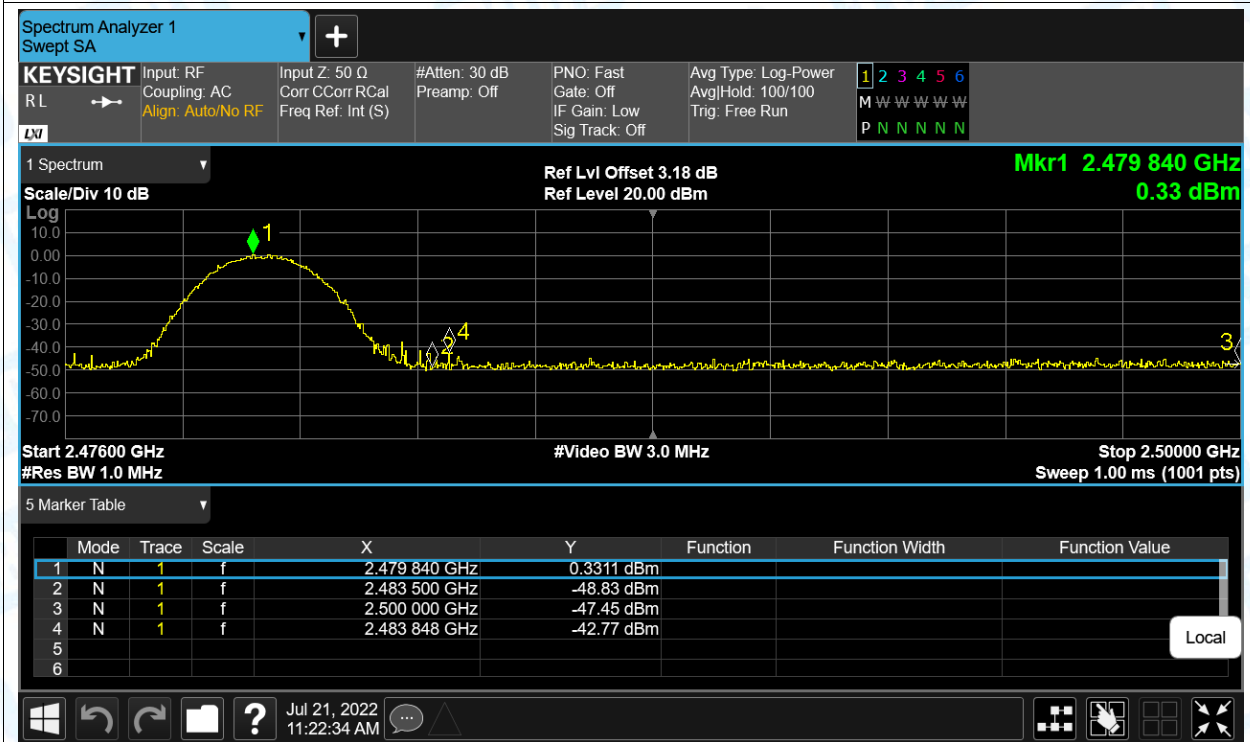 Spectrum Analyzer 1
Swept SA
+
KEYSIGHT
RL
LXI
Input: RF
Coupling: AC
Align: Auto/No RF
Input Z: 50 Ω
Corr CCorr RCal
Freq Ref: Int (S)
#Atten: 30 dB
Preamp: Off
PNO: Fast
Gate: Off
IF Gain: Low
Sig Track: Off
Avg Type: Log-Power
Avg|Hold: 100/100
Trig: Free Run
1 2 3 4 5 6
M W W W W W
P N N N N N
1 Spectrum
Scale/Div 10 dB
Ref Lvl Offset 3.18 dB
Ref Level 20.00 dBm
Mkr1 2.479 840 GHz
0.33 dBm
Log
10.0
0.00
-10.0
-20.0
-30.0
-40.0
-50.0
-60.0
-70.0
1
2
4
3
Start 2.47600 GHz
#Video BW 3.0 MHz
Stop 2.50000 GHz
#Res BW 1.0 MHz
Sweep 1.00 ms (1001 pts)
5 Marker Table
Mode Trace Scale X Y Function Function Width Function Value
1 N 1 f 2.479 840 GHz 0.3311 dBm
2 N 1 f 2.483 500 GHz -48.83 dBm
3 N 1 f 2.500 000 GHz -47.45 dBm
4 N 1 f 2.483 848 GHz -42.77 dBm
5
6
Local
?
Jul 21, 2022
11:22:34 AM